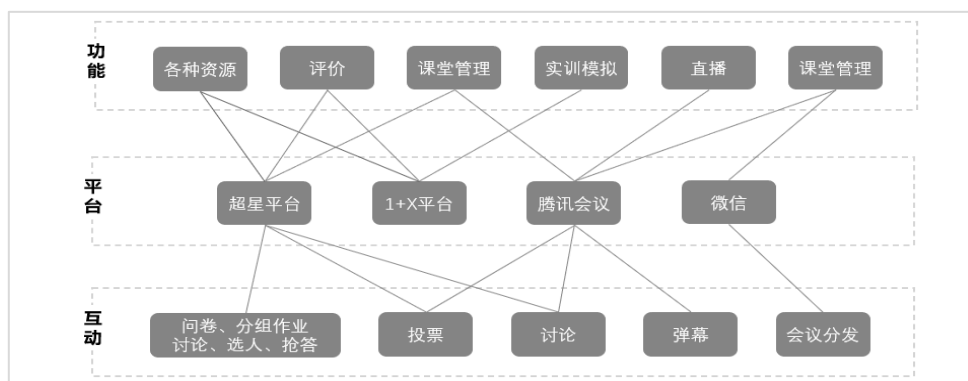 功能
各种资源
评价
课堂管理
实训模拟
直播
课堂管理
平台
超星平台
1+X平台
腾讯会议
微信
互动
问卷、分组作业
讨论、选人、抢答
投票
讨论
弹幕
会议分发